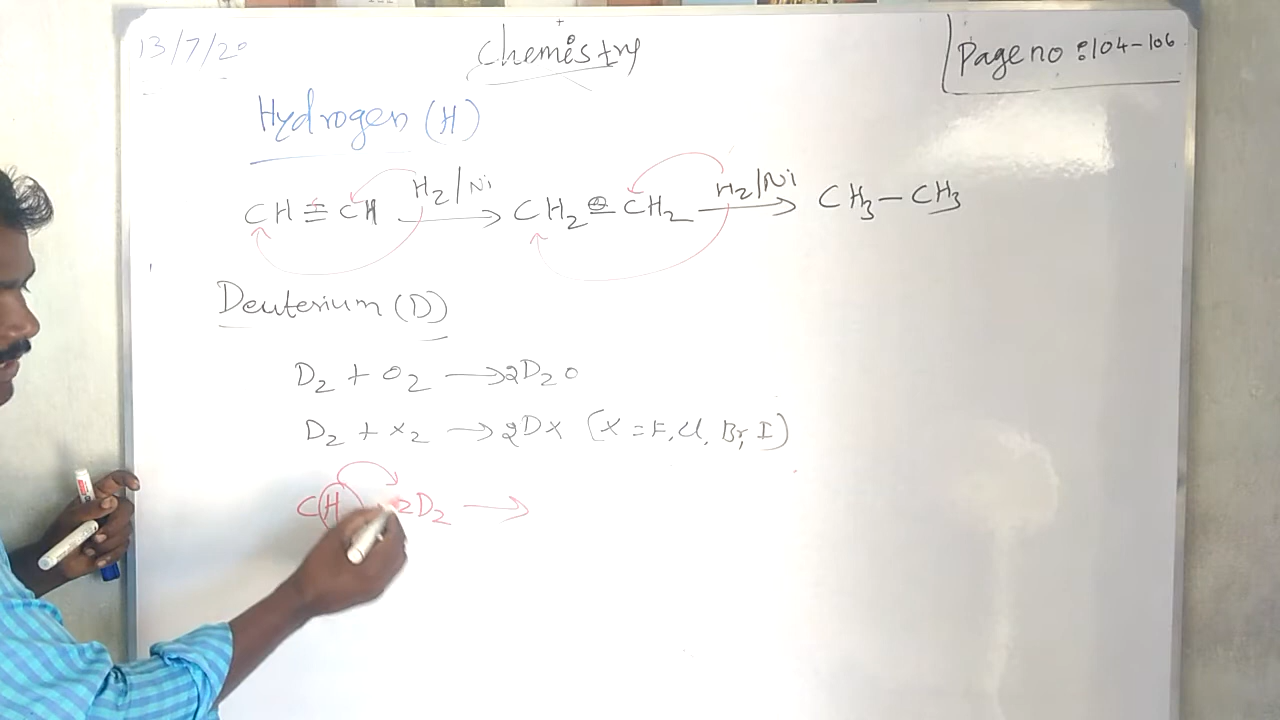 13/7/20
Chemistry
Page no : 104-106
Hydrogen (H)
CH ≡ CH H2/Ni → CH2 = CH2 H2/Ni → CH3 - CH3
Deuterium (D)
D2 + O2 → 2D2O
D2 + X2 → 2DX (X = F, Cl, Br, I)
CH 2D2 →